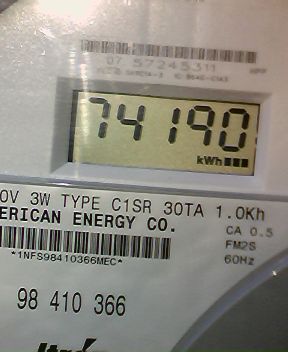 07 57245311
74190
kWh
0V 3W TYPE C1SR 30TA 1.0Kh
ERICAN ENERGY CO.
CA 0.5
FM2S
*1NFS98410366MEC*
60Hz
98 410 366